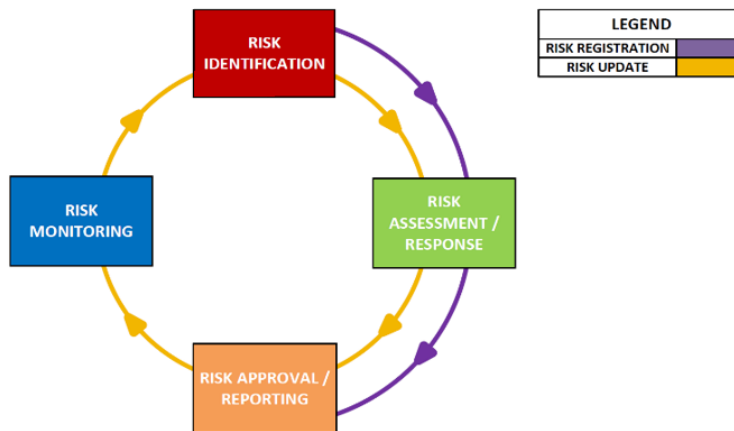 RISK
IDENTIFICATION
LEGEND
RISK REGISTRATION
RISK UPDATE
RISK
MONITORING
RISK
ASSESSMENT /
RESPONSE
RISK APPROVAL /
REPORTING